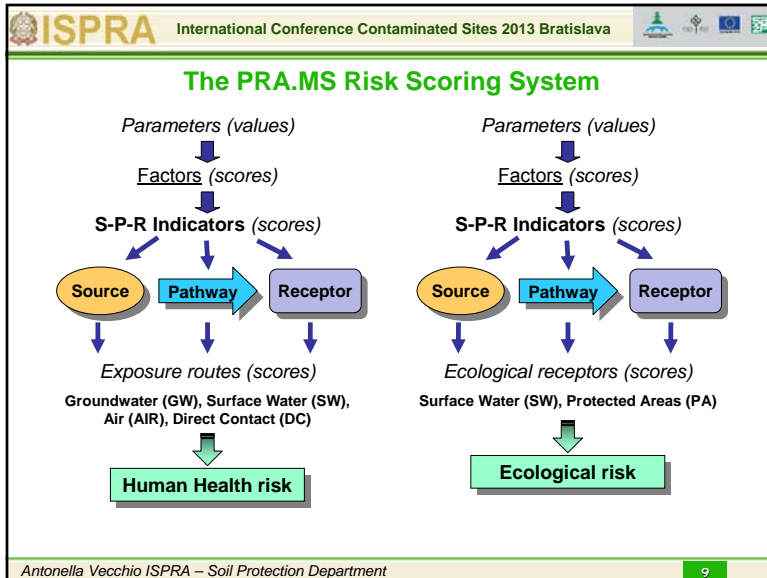 ISPRA International Conference Contaminated Sites 2013 Bratislava
The PRA.MS Risk Scoring System
Parameters (values)
Factors (scores)
S-P-R Indicators (scores)
Source Pathway Receptor
Exposure routes (scores)
Groundwater (GW), Surface Water (SW),
Air (AIR), Direct Contact (DC)
Human Health risk
Parameters (values)
Factors (scores)
S-P-R Indicators (scores)
Source Pathway Receptor
Ecological receptors (scores)
Surface Water (SW), Protected Areas (PA)
Ecological risk
Antonella Vecchio ISPRA – Soil Protection Department 9